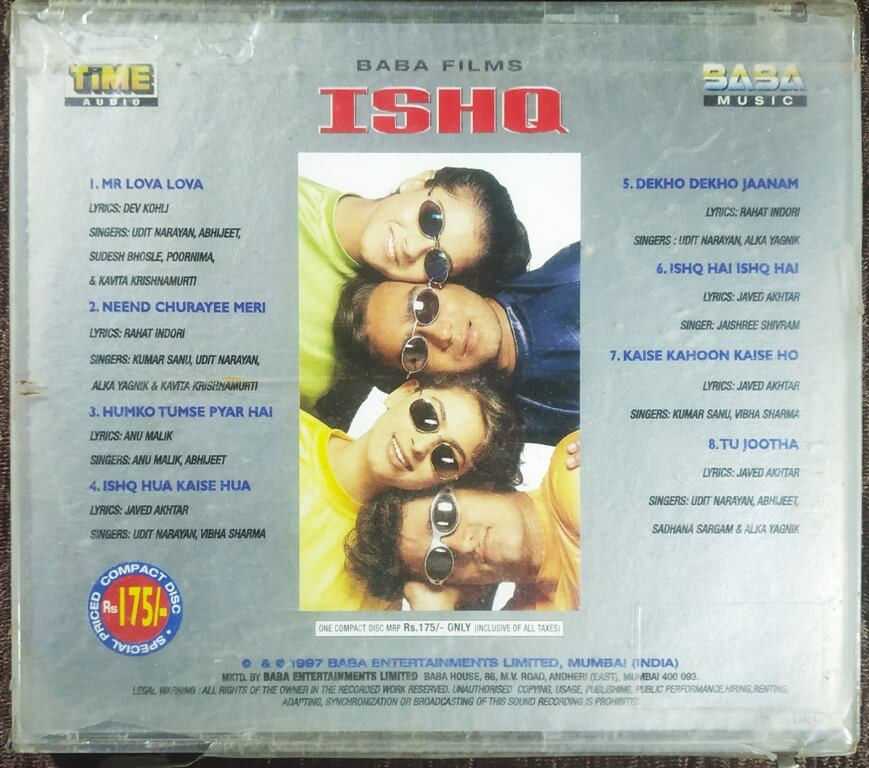 TiME
AUDIO
BABA FILMS
ISHQ
BABA
MUSIC
1. MR LOVA LOVA
LYRICS: DEV KOHLI
SINGERS: UDIT NARAYAN, ABHIJEET,
SUDESH BHOSLE, POORNIMA,
& KAVITA KRISHNAMURTI
2. NEEND CHURAYEE MERI
LYRICS: RAHAT INDORI
SINGERS: KUMAR SANU, UDIT NARAYAN,
ALKA YAGNIK & KAVITA KRISHNAMURTI
3. HUMKO TUMSE PYAR HAI
LYRICS: ANU MALIK
SINGERS: ANU MALIK, ABHIJEET
4. ISHQ HUA KAISE HUA
LYRICS: JAVED AKHTAR
SINGERS: UDIT NARAYAN, VIBHA SHARMA
5. DEKHO DEKHO JAANAM
LYRICS: RAHAT INDORI
SINGERS : UDIT NARAYAN, ALKA YAGNIK
6. ISHQ HAI ISHQ HAI
LYRICS: JAVED AKHTAR
SINGER: JAISHREE SHIVRAM
7. KAISE KAHOON KAISE HO
LYRICS: JAVED AKHTAR
SINGERS: KUMAR SANU, VIBHA SHARMA
8. TU JOOTHA
LYRICS: JAVED AKHTAR
SINGERS: UDIT NARAYAN, ABHIJEET,
SADHANA SARGAM & ALKA YAGNIK
COMPACT DISC
Rs 175/-
• SPECIAL PRICED •
ONE COMPACT DISC MRP Rs.175/- ONLY (INCLUSIVE OF ALL TAXES)
℗ & © 1997 BABA ENTERTAINMENTS LIMITED, MUMBAI (INDIA)
MKTD. BY BABA ENTERTAINMENTS LIMITED BABA HOUSE, 86, M.V. ROAD, ANDHERI (EAST), MUMBAI 400 093.
LEGAL WARNING : ALL RIGHTS OF THE OWNER IN THE RECORDED WORK RESERVED. UNAUTHORISED COPYING, USAGE, PUBLISHING, PUBLIC PERFORMANCE,HIRING,RENTING,
ADAPTING, SYNCHRONIZATION OR BROADCASTING OF THIS SOUND RECORDING IS PROHIBITED